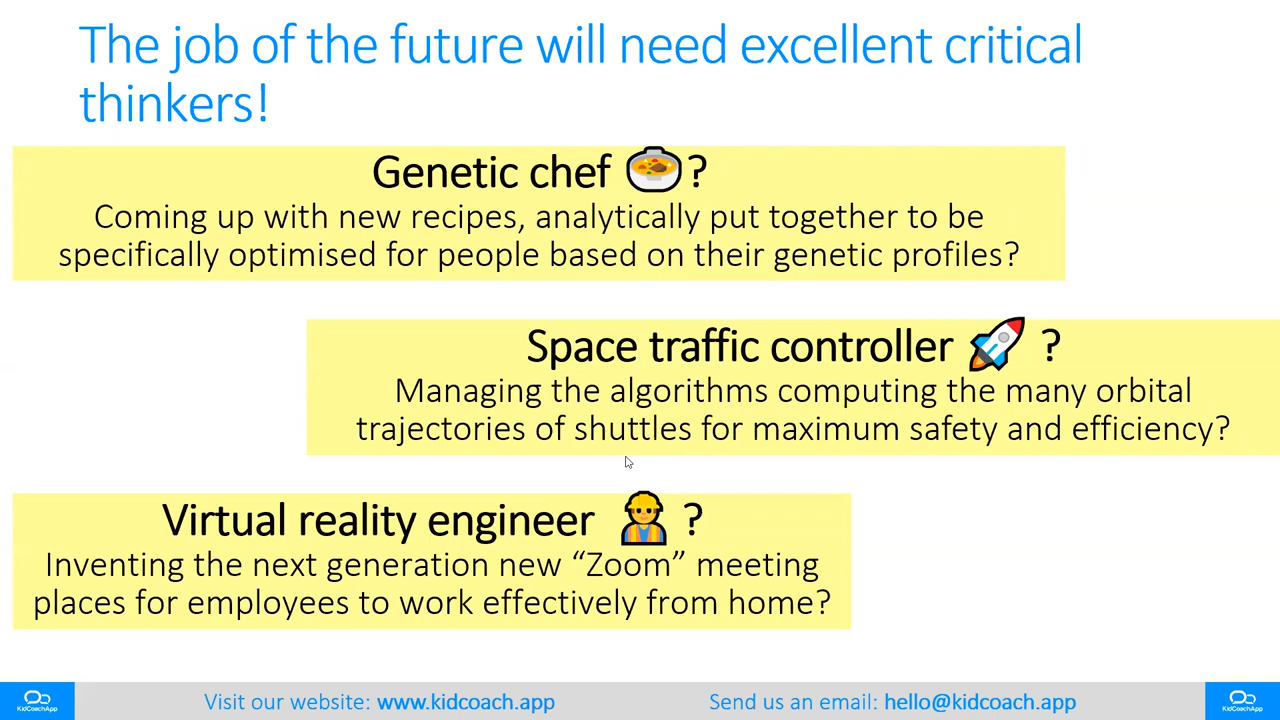 The job of the future will need excellent critical
thinkers!
Genetic chef ?
Coming up with new recipes, analytically put together to be
specifically optimised for people based on their genetic profiles?
Space traffic controller ?
Managing the algorithms computing the many orbital
trajectories of shuttles for maximum safety and efficiency?
Virtual reality engineer ?
Inventing the next generation new “Zoom” meeting
places for employees to work effectively from home?
KidCoachApp
Visit our website: www.kidcoach.app
Send us an email: hello@kidcoach.app
KidCoachApp